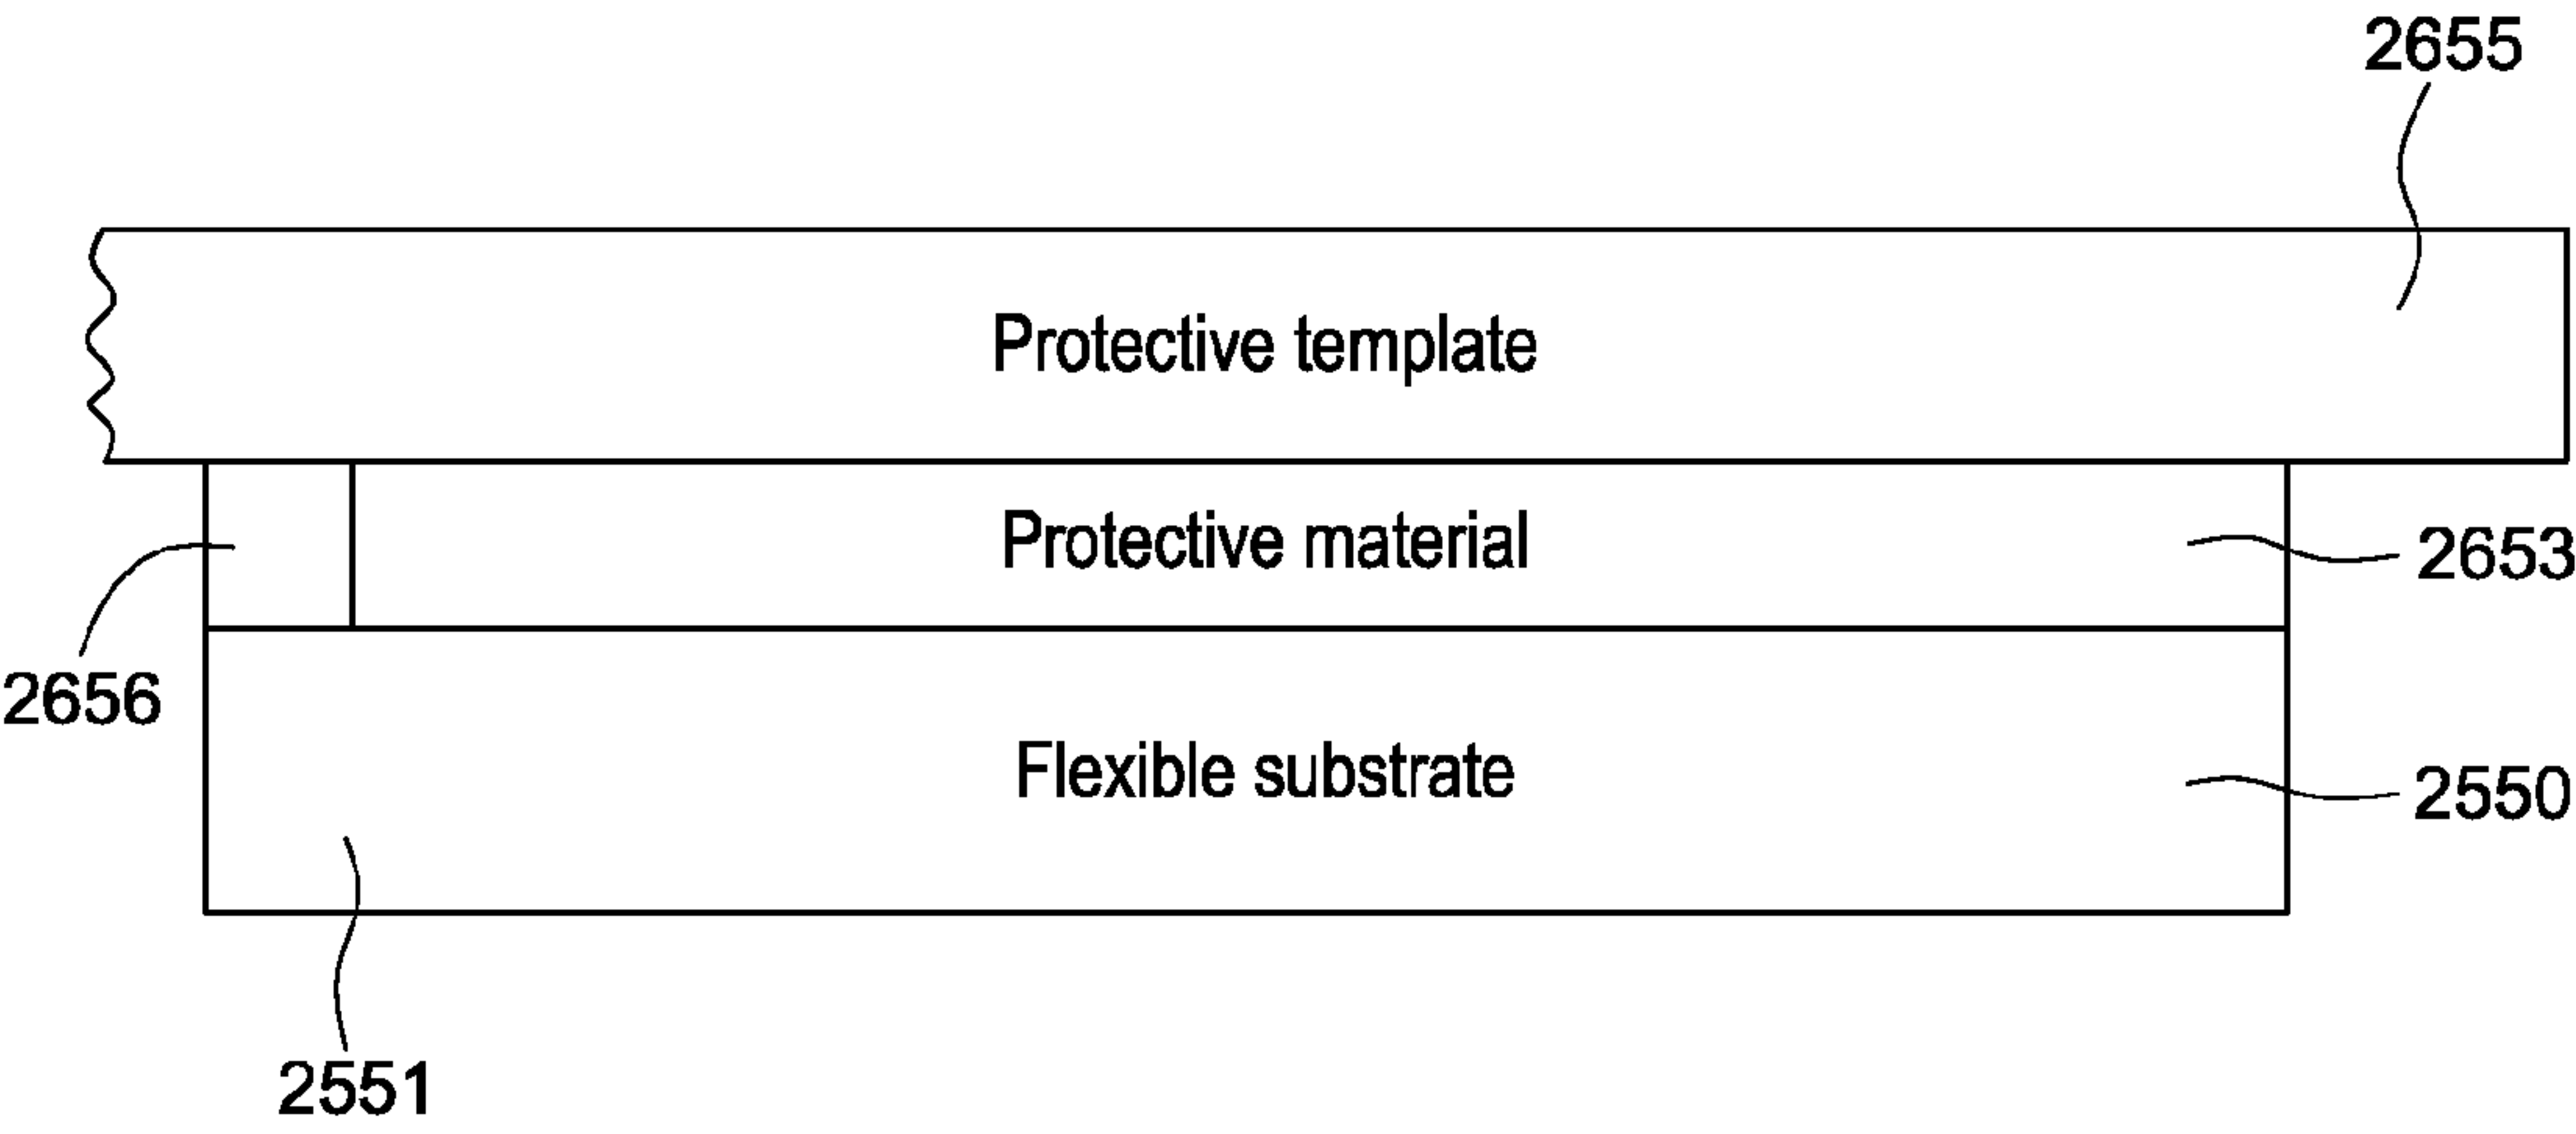 2655
Protective template
Protective material
2653
2656
Flexible substrate
2550
2551